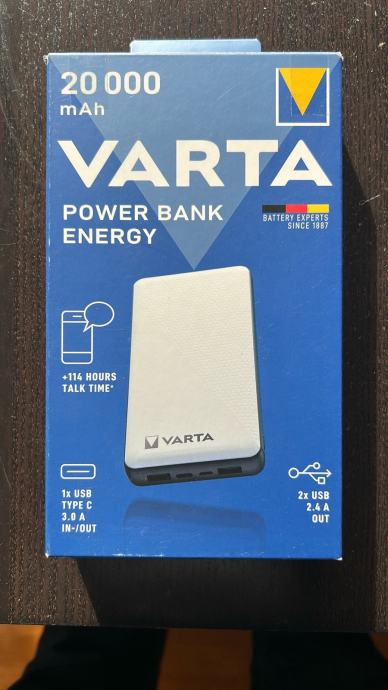 20 000
mAh
VARTA
POWER BANK
ENERGY
BATTERY EXPERTS
SINCE 1887
+114 HOURS
TALK TIME*
VARTA
1x USB
TYPE C
3.0 A
IN-/OUT
2x USB
2.4 A
OUT